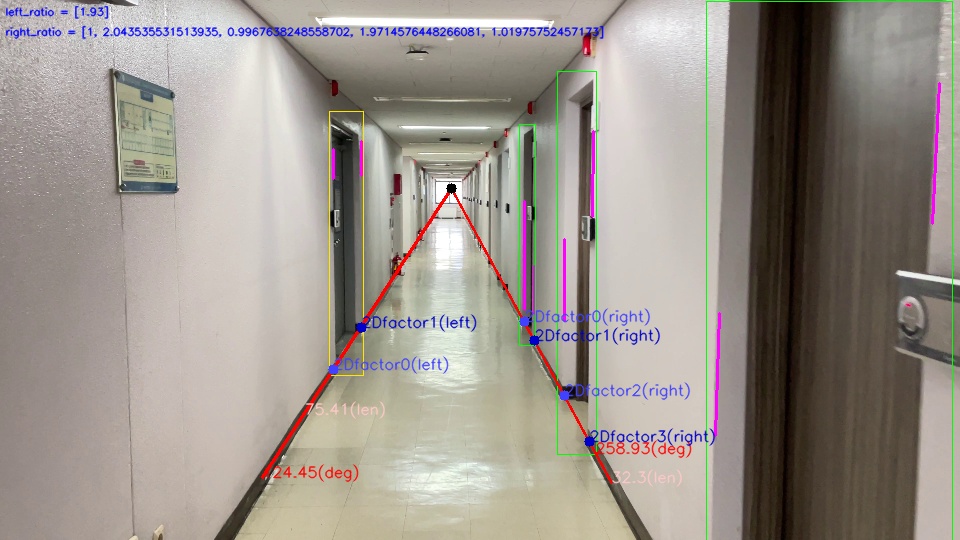 left_ratio = [1.93]
right_ratio = [1, 2.043535531513935, 0.9967638248558702, 1.9714576448266081, 1.01975752457173]
2Dfactor0(right)
2Dfactor1(left)
2Dfactor1(right)
2Dfactor0(left)
2Dfactor2(right)
75.41(len)
2Dfactor3(right)
258.93(deg)
24.45(deg)
32.3(len)